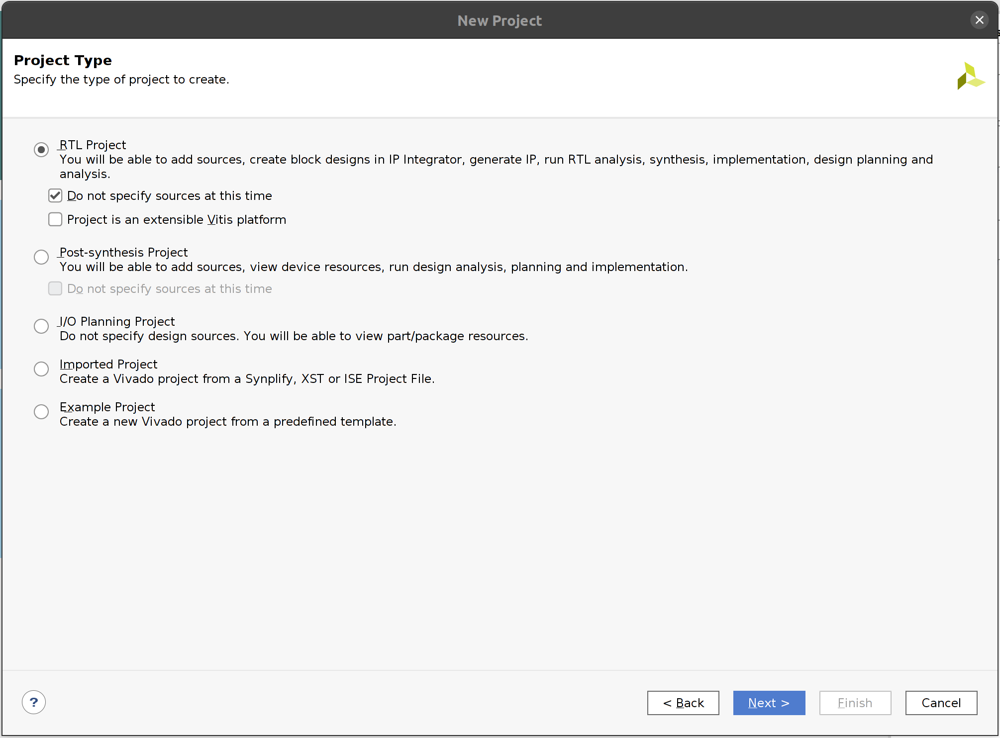 New Project
Project Type
Specify the type of project to create.
RTL Project
You will be able to add sources, create block designs in IP Integrator, generate IP, run RTL analysis, synthesis, implementation, design planning and
analysis.
Do not specify sources at this time
Project is an extensible Vitis platform
Post-synthesis Project
You will be able to add sources, view device resources, run design analysis, planning and implementation.
Do not specify sources at this time
I/O Planning Project
Do not specify design sources. You will be able to view part/package resources.
Imported Project
Create a Vivado project from a Synplify, XST or ISE Project File.
Example Project
Create a new Vivado project from a predefined template.
?
< Back
Next >
Finish
Cancel